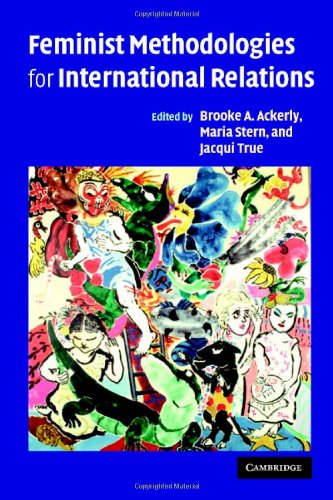 Feminist Methodologies
for International Relations
Edited by Brooke A. Ackerly,
Maria Stern, and
Jacqui True
CAMBRIDGE